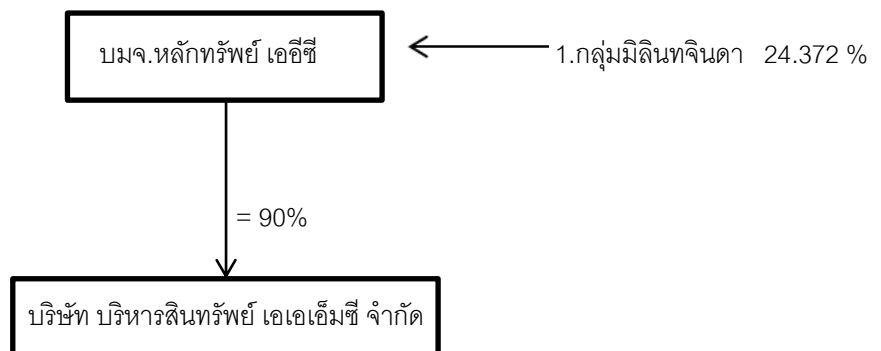 บมจ.หลักทรัพย์ เออีซี
1.กลุ่มมิลินทจินดา 24.372 %
= 90%
บริษัท บริหารสินทรัพย์ เอเอเอ็มซี จำกัด